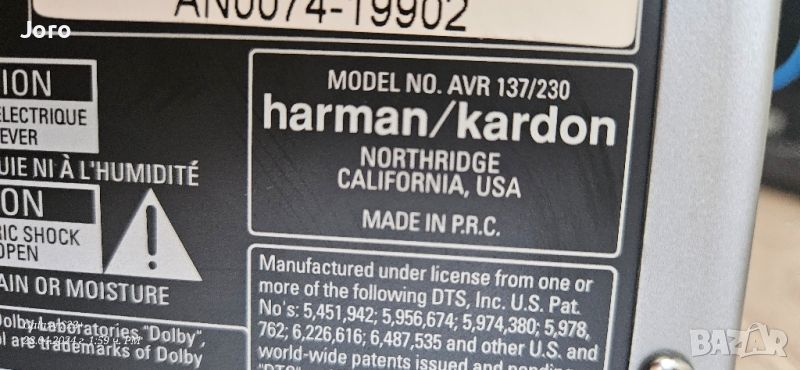 AN0074-19902
Joro
ION
ELECTRIQUE
EVER
UIE NI À L'HUMIDITÉ
ON
RIC SHOCK
OPEN
AIN OR MOISTURE
Dolby Laboratories "Dolby",
ol are trademarks of Dolby
MODEL NO. AVR 137/230
harman/kardon
NORTHRIDGE
CALIFORNIA, USA
MADE IN P.R.C.
Manufactured under license from one or
more of the following DTS, Inc. U.S. Pat.
No's: 5,451,942; 5,956,674; 5,974,380; 5,978,
762; 6,226,616; 6,487,535 and other U.S. and
world-wide patents issued and pending.
"DTS"
BAZAR